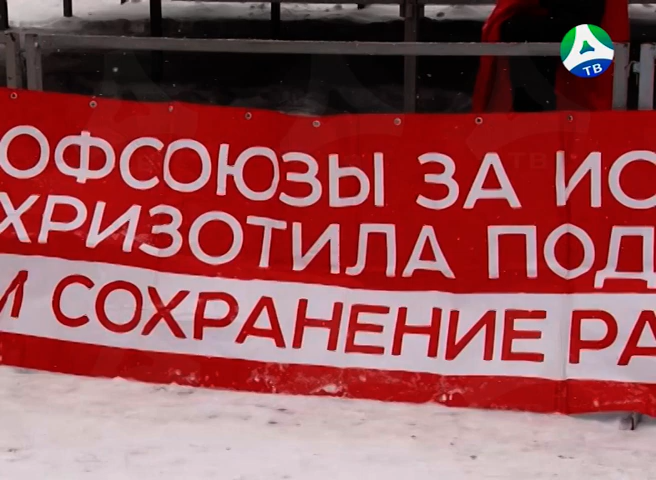 ТВ
ОФСОЮЗЫ ЗА ИС
ХРИЗОТИЛА ПОД
И СОХРАНЕНИЕ РА